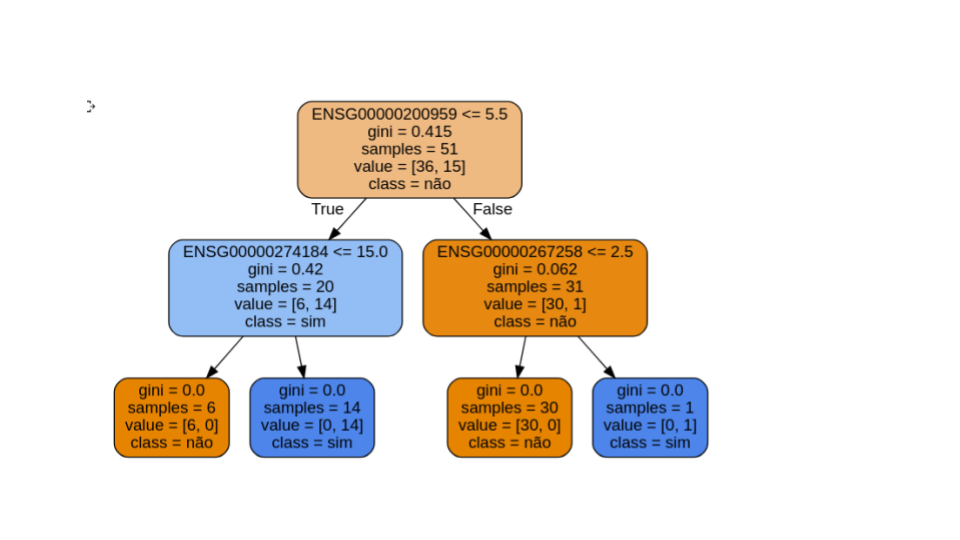 ENSG00000200959 <= 5.5
gini = 0.415
samples = 51
value = [36, 15]
class = não
True
False
ENSG00000274184 <= 15.0
gini = 0.42
samples = 20
value = [6, 14]
class = sim
ENSG00000267258 <= 2.5
gini = 0.062
samples = 31
value = [30, 1]
class = não
gini = 0.0
samples = 6
value = [6, 0]
class = não
gini = 0.0
samples = 14
value = [0, 14]
class = sim
gini = 0.0
samples = 30
value = [30, 0]
class = não
gini = 0.0
samples = 1
value = [0, 1]
class = sim